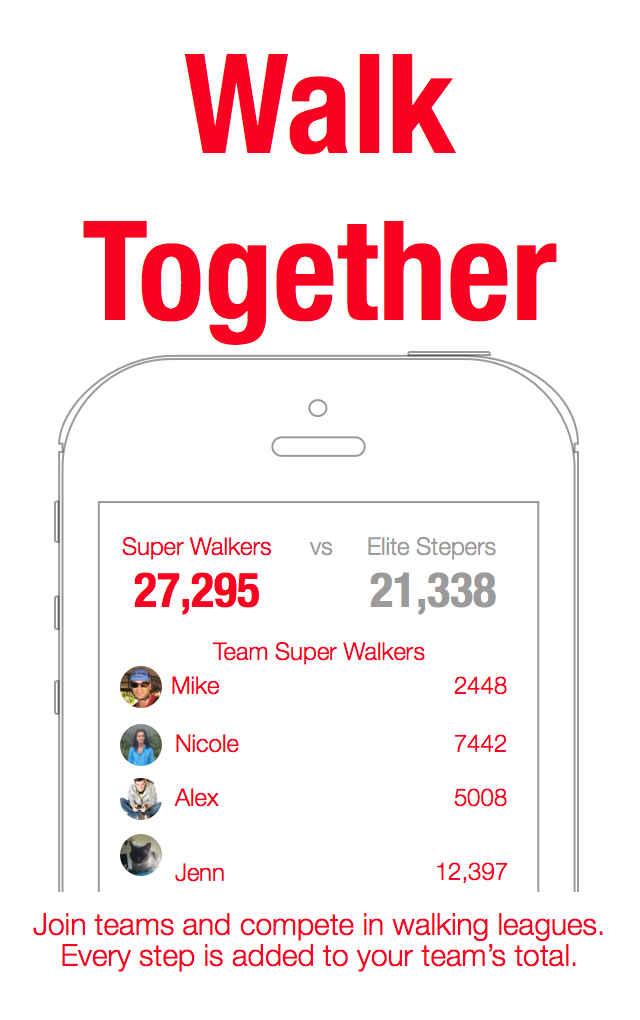 Walk
Together
Super Walkers vs Elite Stepers
27,295 21,338
Team Super Walkers
Mike 2448
Nicole 7442
Alex 5008
Jenn 12,397
Join teams and compete in walking leagues.
Every step is added to your team's total.